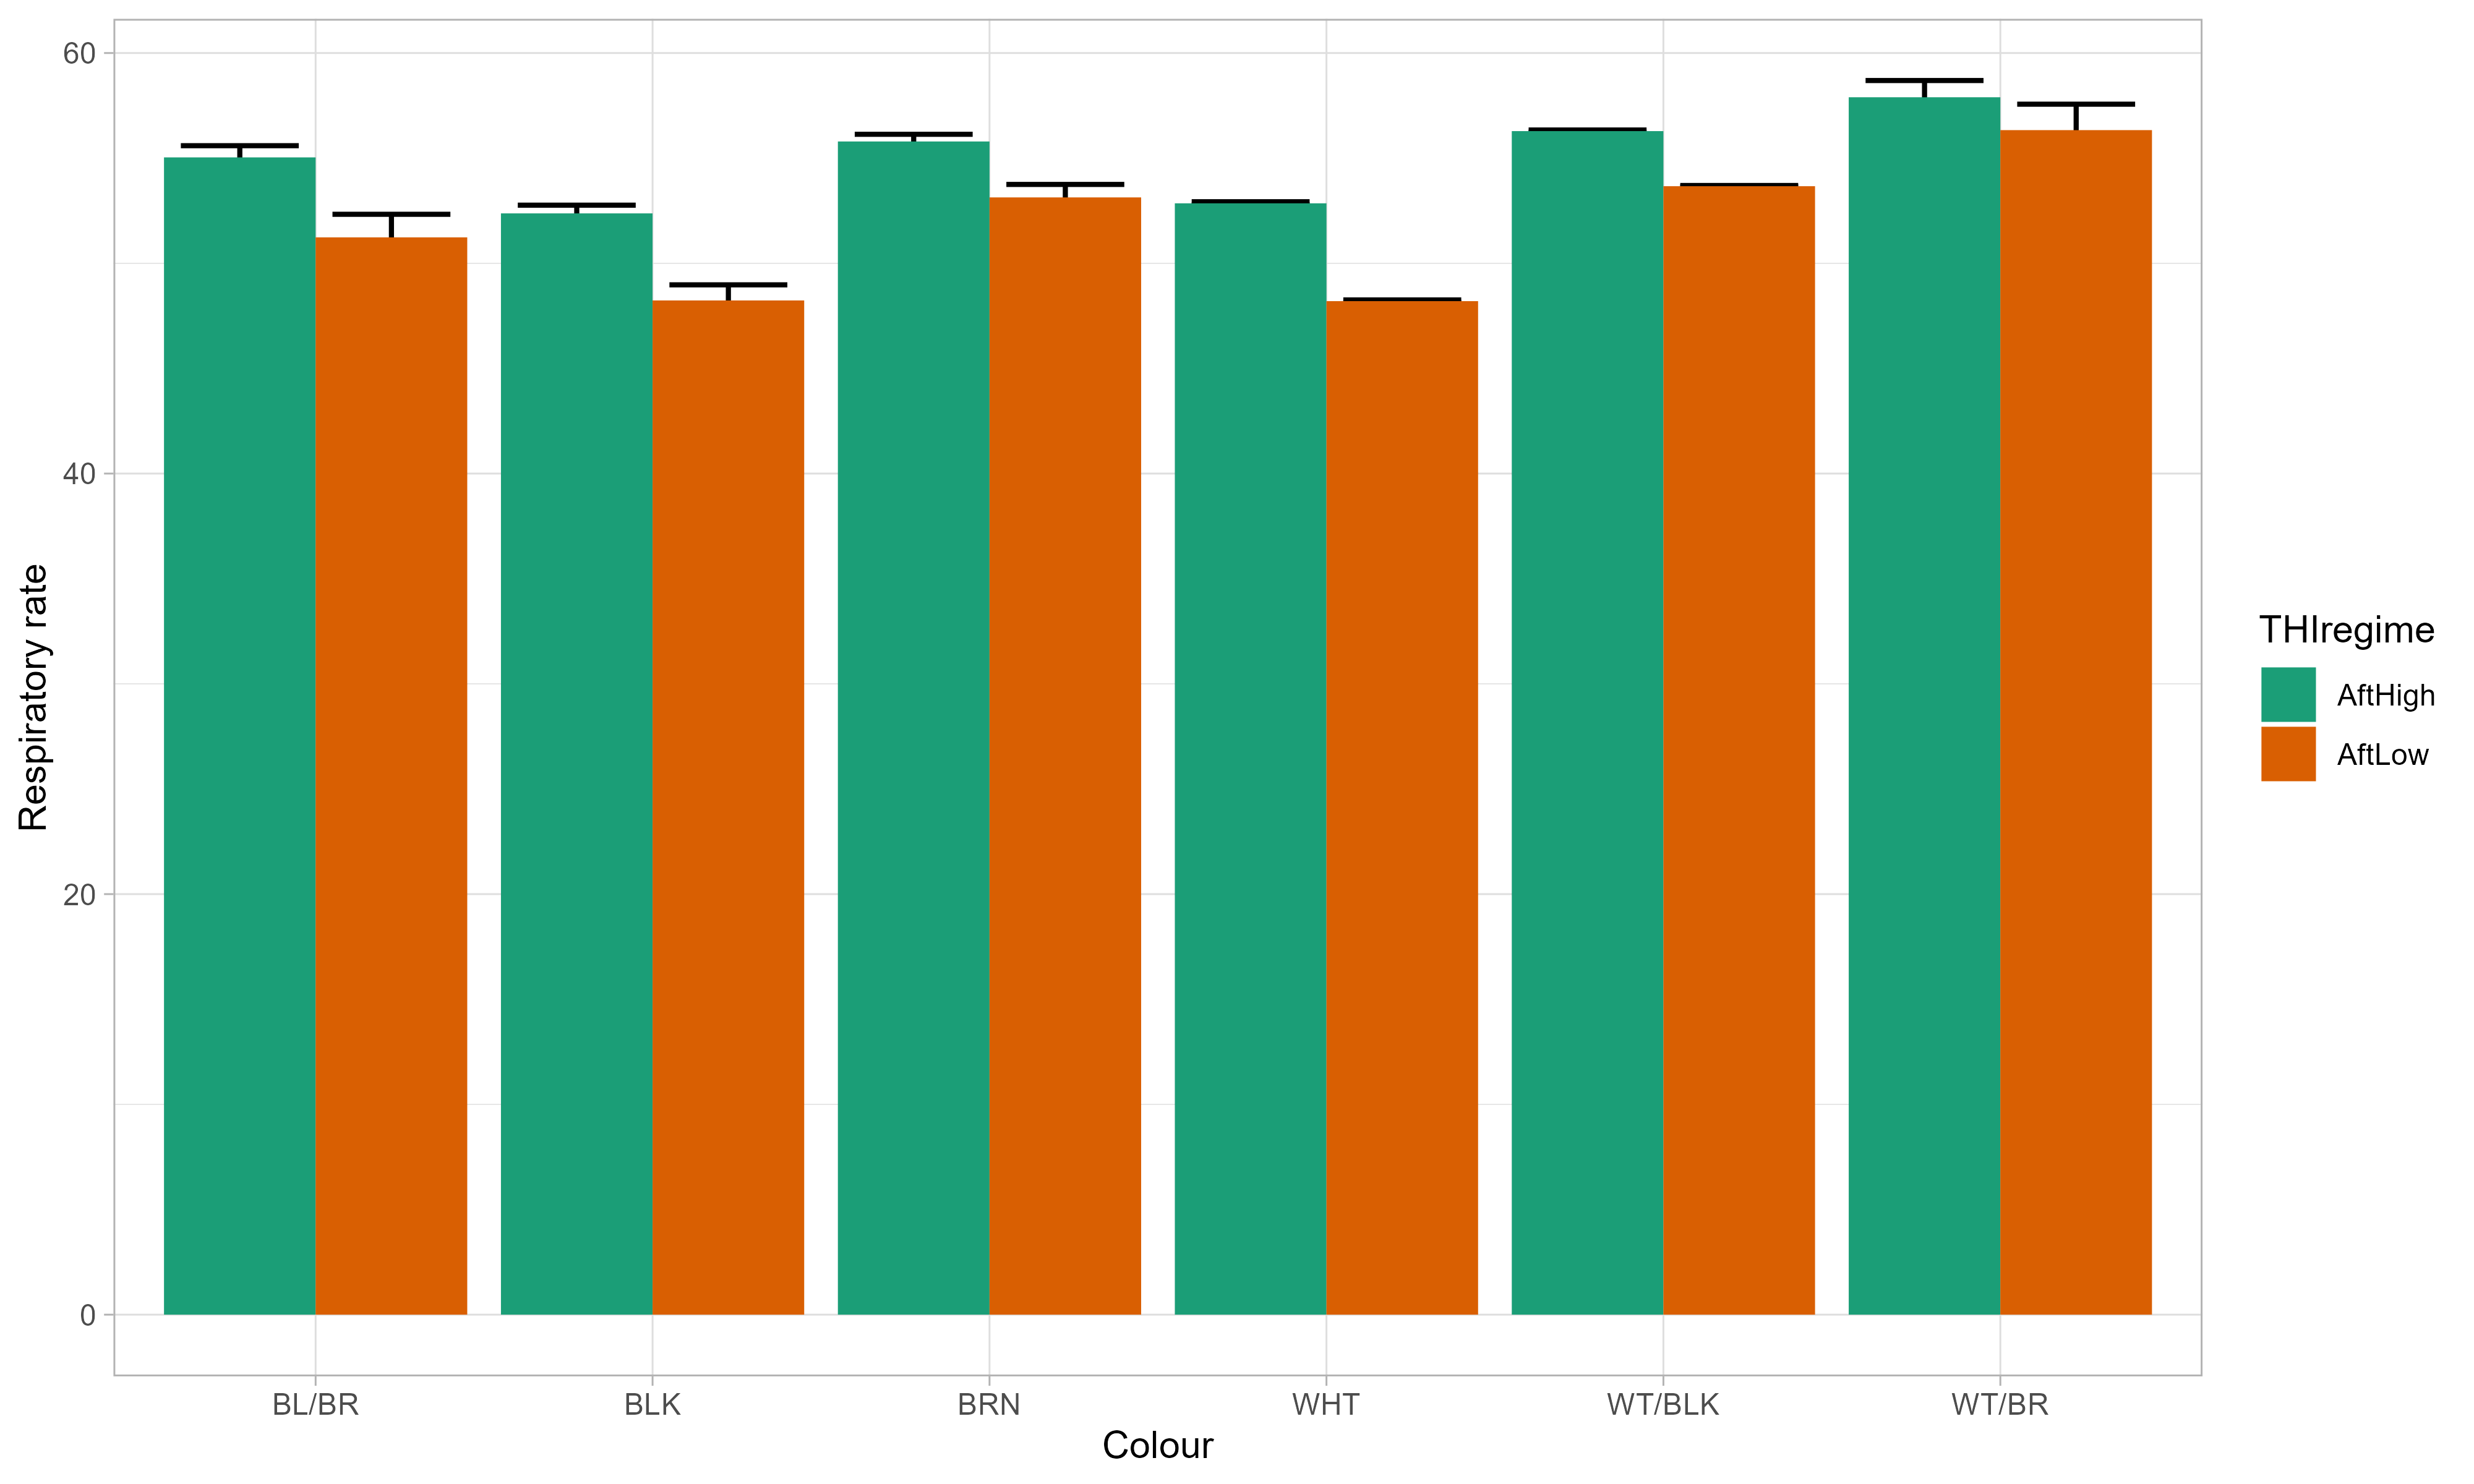 60
40
20
0
Respiratory rate
BL/BR BLK BRN WHT WT/BLK WT/BR
Colour
THIregime
AftHigh
AftLow